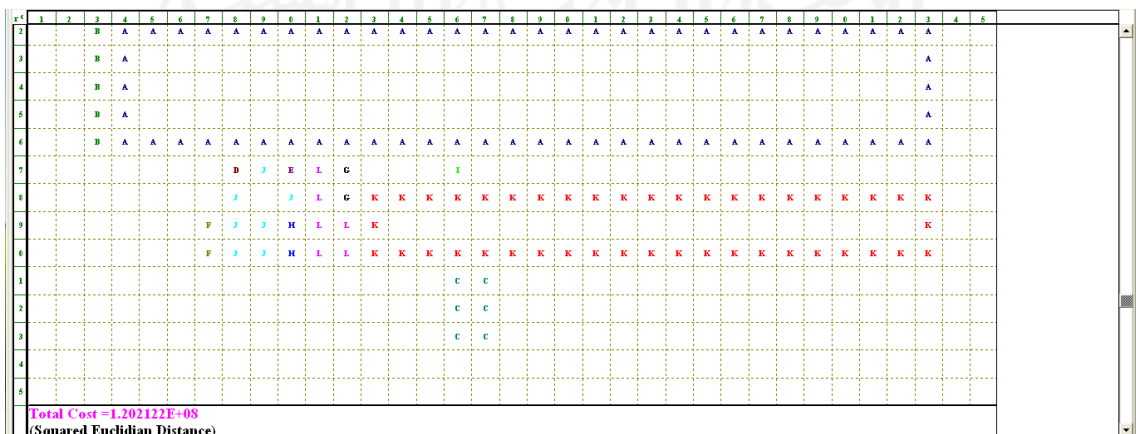 r c 1 2 3 4 5 6 7 8 9 0 1 2 3 4 5 6 7 8 9 0 1 2 3 4 5 6 7 8 9 0 1 2 3 4 5
2 B A A A A A A A A A A A A A A A A A A A A A A A A A A A A A A
3 B A A
4 B A A
5 B A A
6 B A A A A A A A A A A A A A A A A A A A A A A A A A A A A A A
7 D J E L G I
8 J J L G K K K K K K K K K K K K K K K K K K K K K
9 F J J H L L K K
0 F J J H L L K K K K K K K K K K K K K K K K K K K K K
1 C C
2 C C
3 C C
4
5
Total Cost =1.202122E+08
(Squared Euclidian Distance)